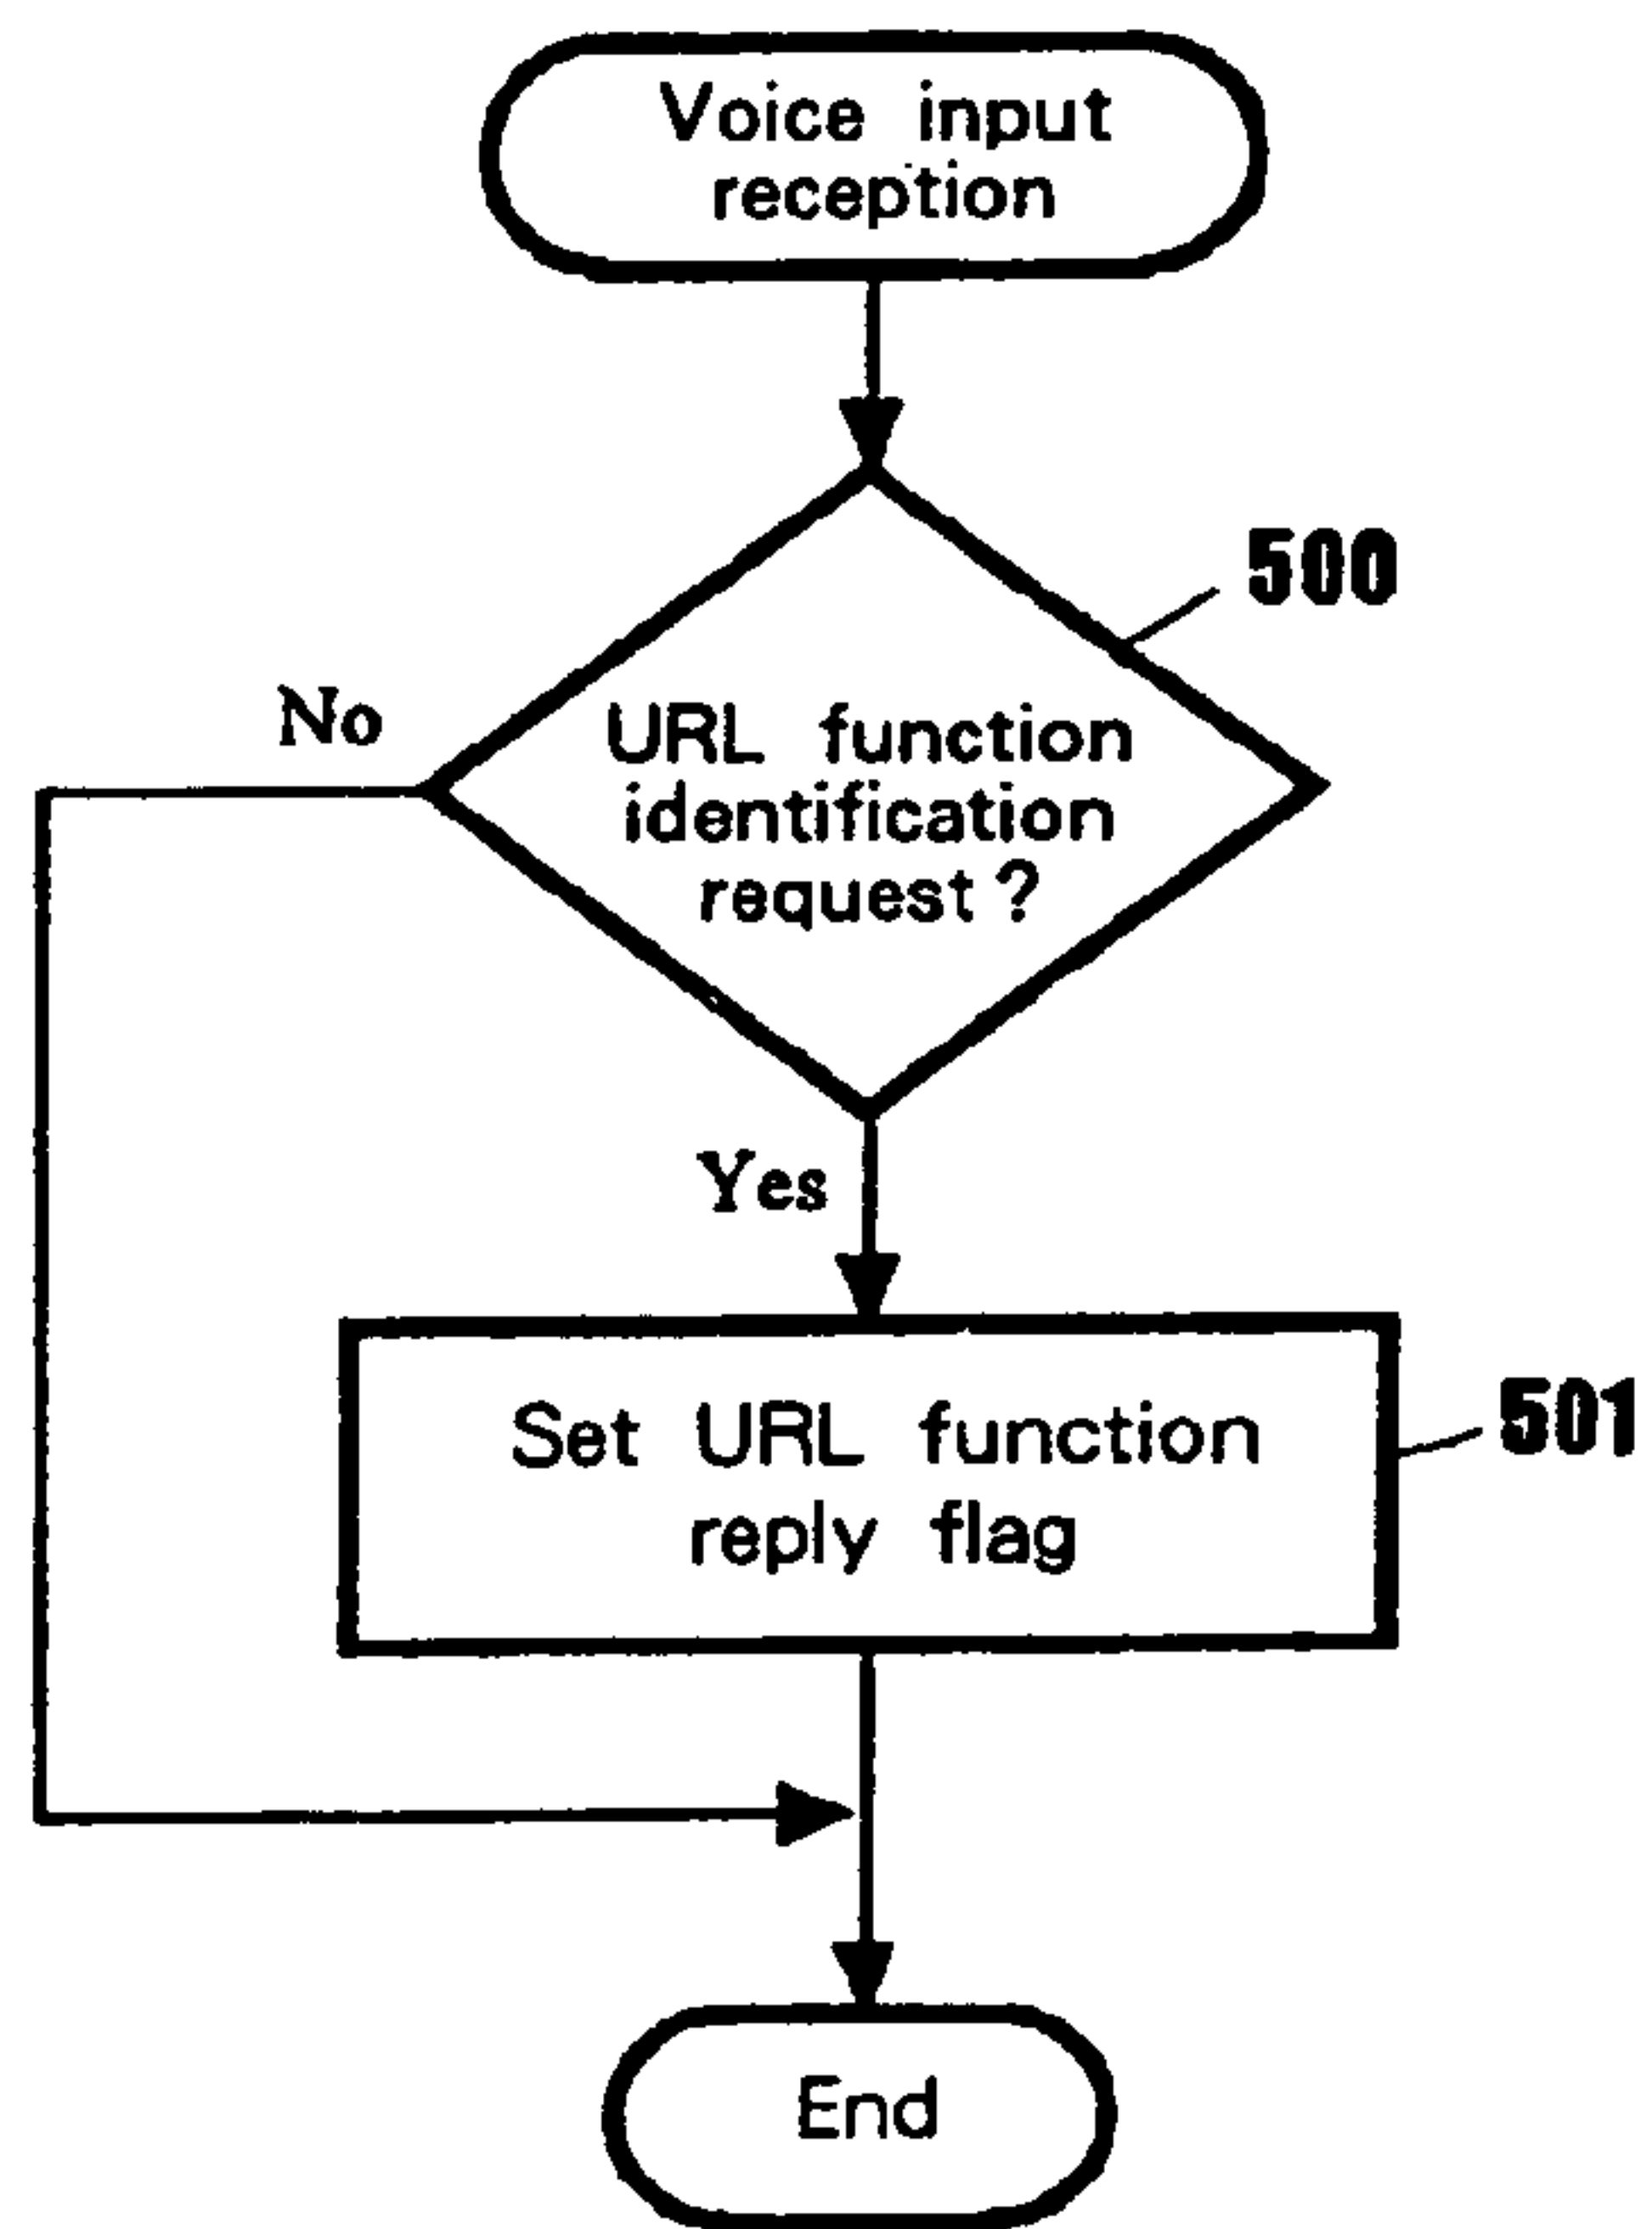 Voice input
reception
500
No
URL function
identification
request ?
Yes
Set URL function
reply flag
501
End